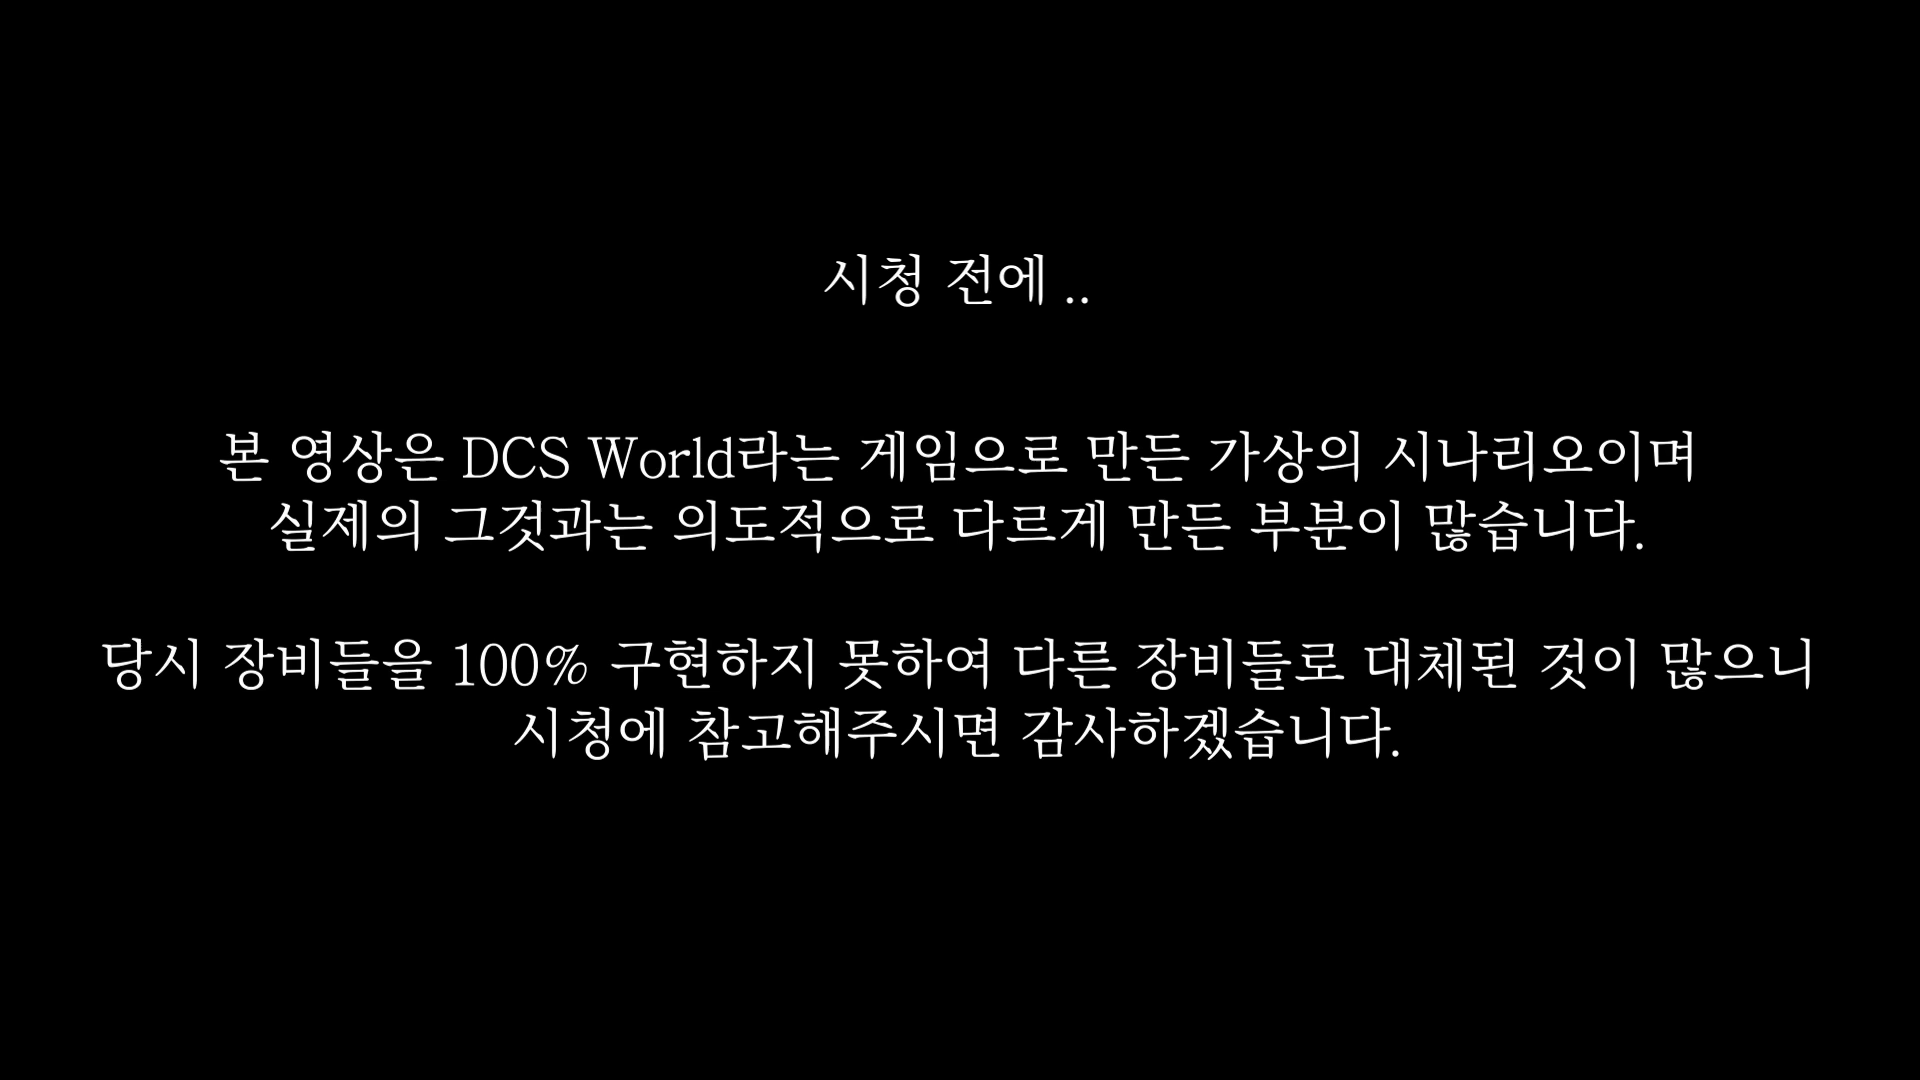 시청 전에 ..
본 영상은 DCS World라는 게임으로 만든 가상의 시나리오이며
실제의 그것과는 의도적으로 다르게 만든 부분이 많습니다.
당시 장비들을 100% 구현하지 못하여 다른 장비들로 대체된 것이 많으니
시청에 참고해주시면 감사하겠습니다.